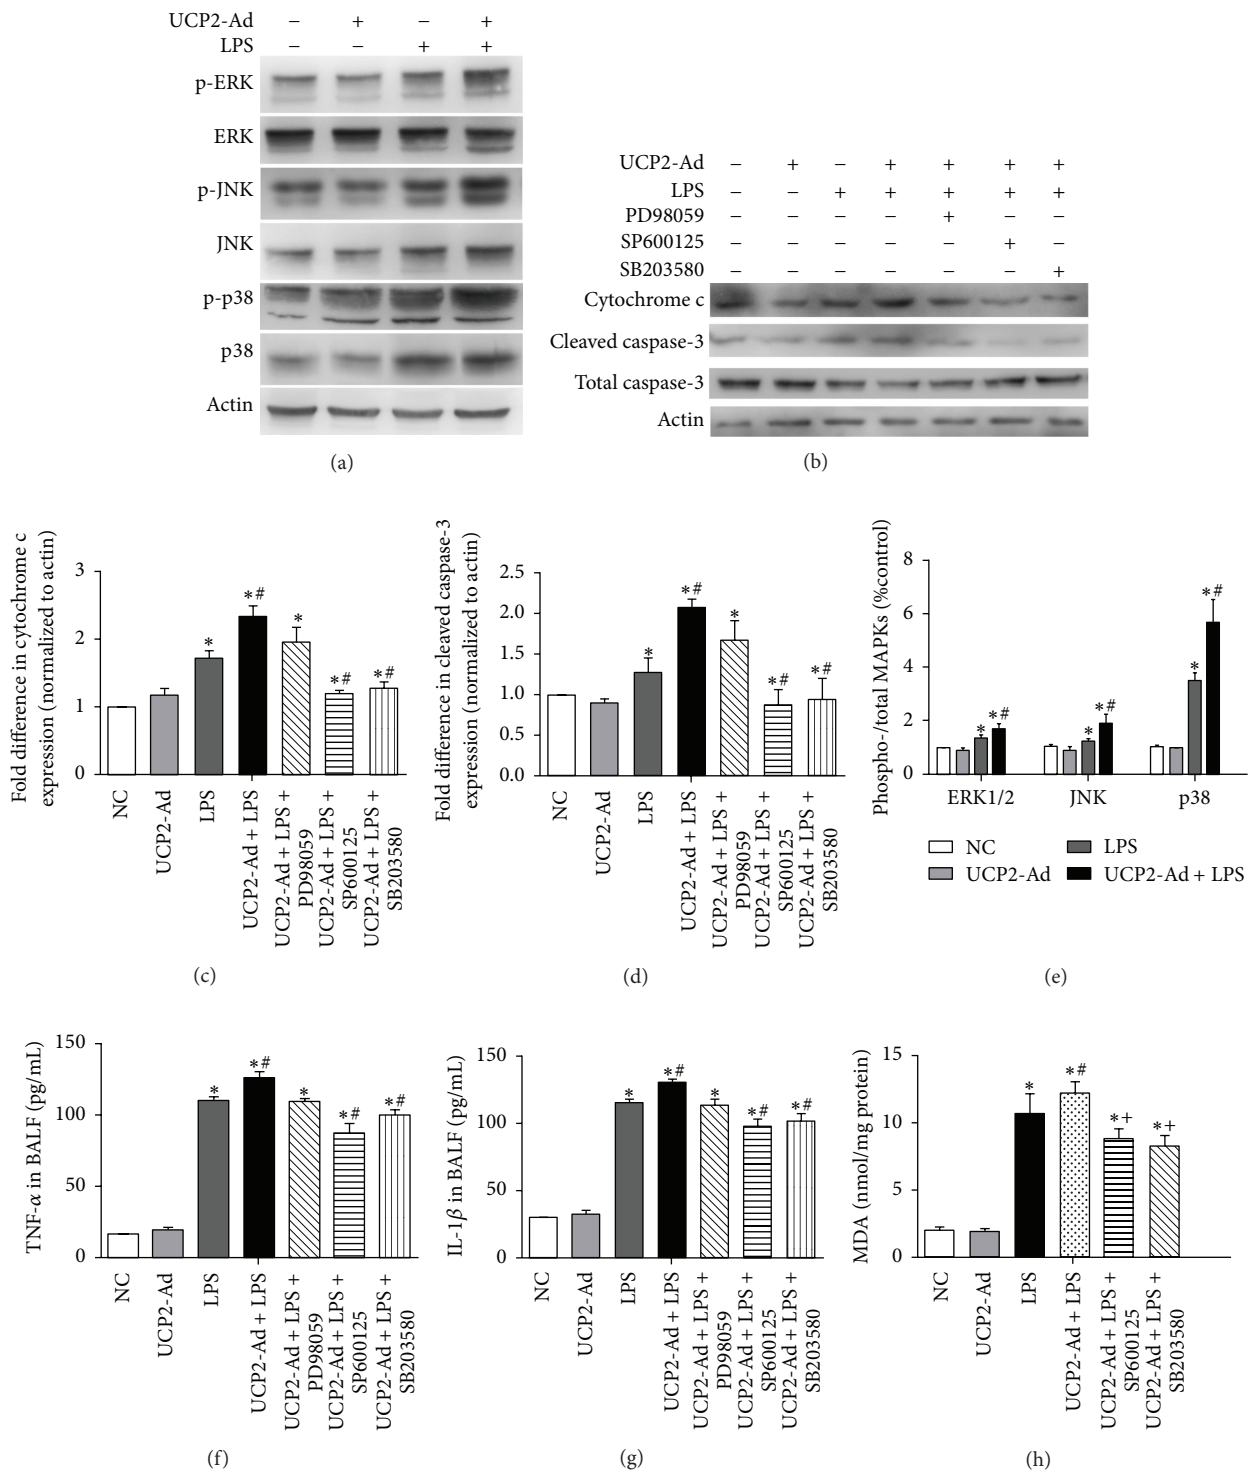 UCP2-Ad − + − +
LPS − − + +
p-ERK
ERK
p-JNK
JNK
p-p38
p38
Actin
(a)
UCP2-Ad − + − + + + +
LPS − − + + + + +
PD98059 − − − − + − −
SP600125 − − − − − + −
SB203580 − − − − − − +
Cytochrome c
Cleaved caspase-3
Total caspase-3
Actin
(b)
Fold difference in cytochrome c
expression (normalized to actin)
3
2
1
0
*
*#
*
*#
*#
NC
UCP2-Ad
LPS
UCP2-Ad + LPS
UCP2-Ad + LPS +
PD98059
UCP2-Ad + LPS +
SP600125
UCP2-Ad + LPS +
SB203580
(c)
Fold difference in cleaved caspase-3
expression (normalized to actin)
2.5
2.0
1.5
1.0
0.5
0.0
*
*#
*
*#
*#
NC
UCP2-Ad
LPS
UCP2-Ad + LPS
UCP2-Ad + LPS +
PD98059
UCP2-Ad + LPS +
SP600125
UCP2-Ad + LPS +
SB203580
(d)
Phospho-/total MAPKs (%control)
8
6
4
2
0
*
*#
*
*#
*
*#
ERK1/2 JNK p38
NC
UCP2-Ad
LPS
UCP2-Ad + LPS
(e)
TNF-α in BALF (pg/mL)
150
100
50
0
*
*#
*
*#
*#
NC
UCP2-Ad
LPS
UCP2-Ad + LPS
UCP2-Ad + LPS +
PD98059
UCP2-Ad + LPS +
SP600125
UCP2-Ad + LPS +
SB203580
(f)
IL-1β in BALF (pg/mL)
150
100
50
0
*
*#
*
*#
*#
NC
UCP2-Ad
LPS
UCP2-Ad + LPS
UCP2-Ad + LPS +
PD98059
UCP2-Ad + LPS +
SP600125
UCP2-Ad + LPS +
SB203580
(g)
MDA (nmol/mg protein)
15
10
5
0
*
*#
*+
*+
NC
UCP2-Ad
LPS
UCP2-Ad + LPS
UCP2-Ad + LPS +
SP600125
UCP2-Ad + LPS +
SB203580
(h)